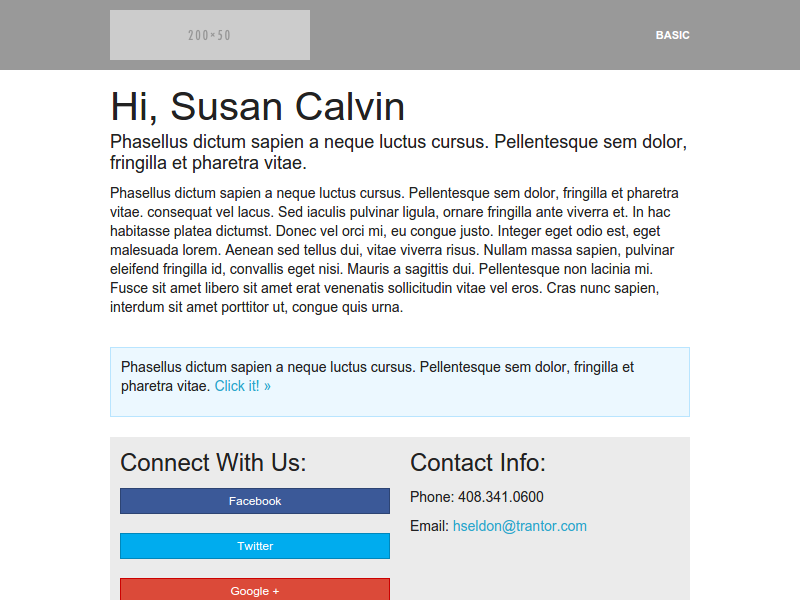 200×50
BASIC
Hi, Susan Calvin
Phasellus dictum sapien a neque luctus cursus. Pellentesque sem dolor,
fringilla et pharetra vitae.
Phasellus dictum sapien a neque luctus cursus. Pellentesque sem dolor, fringilla et pharetra
vitae. consequat vel lacus. Sed iaculis pulvinar ligula, ornare fringilla ante viverra et. In hac
habitasse platea dictumst. Donec vel orci mi, eu congue justo. Integer eget odio est, eget
malesuada lorem. Aenean sed tellus dui, vitae viverra risus. Nullam massa sapien, pulvinar
eleifend fringilla id, convallis eget nisi. Mauris a sagittis dui. Pellentesque non lacinia mi.
Fusce sit amet libero sit amet erat venenatis sollicitudin vitae vel eros. Cras nunc sapien,
interdum sit amet porttitor ut, congue quis urna.
Phasellus dictum sapien a neque luctus cursus. Pellentesque sem dolor, fringilla et
pharetra vitae. Click it! »
Connect With Us:
Facebook
Twitter
Google +
Contact Info:
Phone: 408.341.0600
Email: hseldon@trantor.com